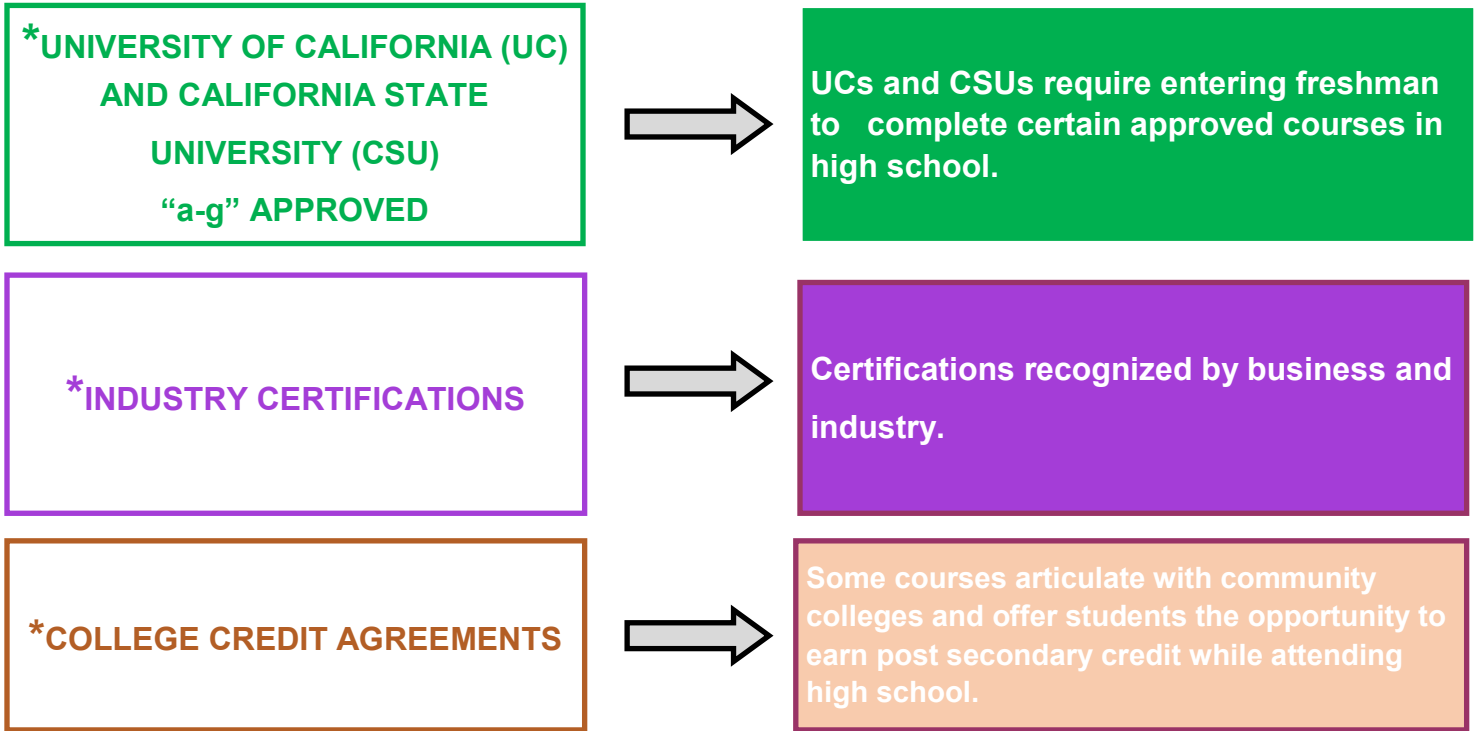 *UNIVERSITY OF CALIFORNIA (UC)
AND CALIFORNIA STATE
UNIVERSITY (CSU)
“a-g” APPROVED
UCs and CSUs require entering freshman
to complete certain approved courses in
high school.
*INDUSTRY CERTIFICATIONS
Certifications recognized by business and
industry.
*COLLEGE CREDIT AGREEMENTS
Some courses articulate with community
colleges and offer students the opportunity to
earn post secondary credit while attending
high school.